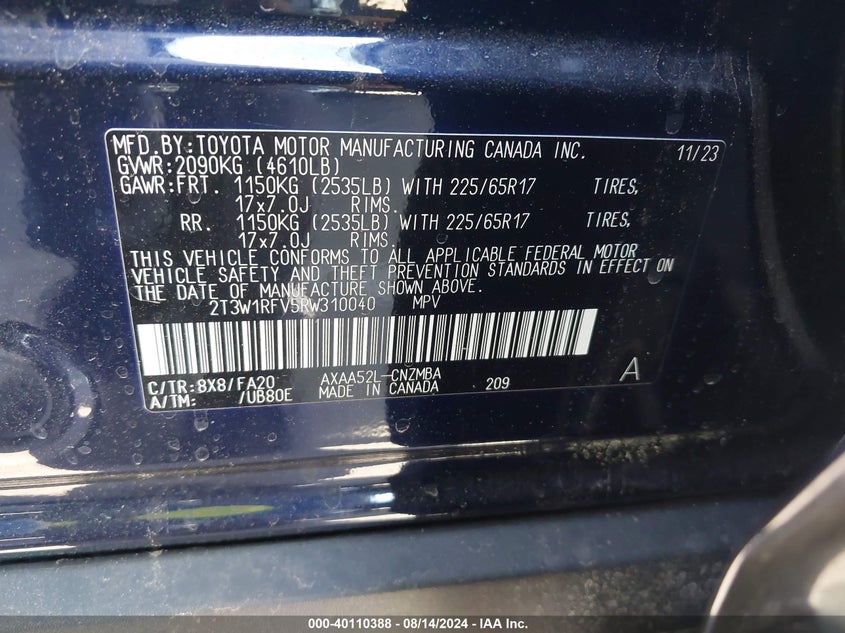 MFD.BY:TOYOTA MOTOR MANUFACTURING CANADA INC. 11/23
GVWR:2090KG (4610LB)
GAWR:FRT. 1150KG (2535LB) WITH 225/65R17 TIRES,
17x7.0J RIMS.
RR. 1150KG (2535LB) WITH 225/65R17 TIRES,
17x7.0J RIMS.
THIS VEHICLE CONFORMS TO ALL APPLICABLE FEDERAL MOTOR
VEHICLE SAFETY AND THEFT PREVENTION STANDARDS IN EFFECT ON
THE DATE OF MANUFACTURE SHOWN ABOVE.
2T3W1RFV5RW310040 MPV
C/TR:8X8/FA20 AXAA52L-CNZMBA
A/TM: /UB80E MADE IN CANADA 209 A
000-40110388 - 08/14/2024 - IAA Inc.